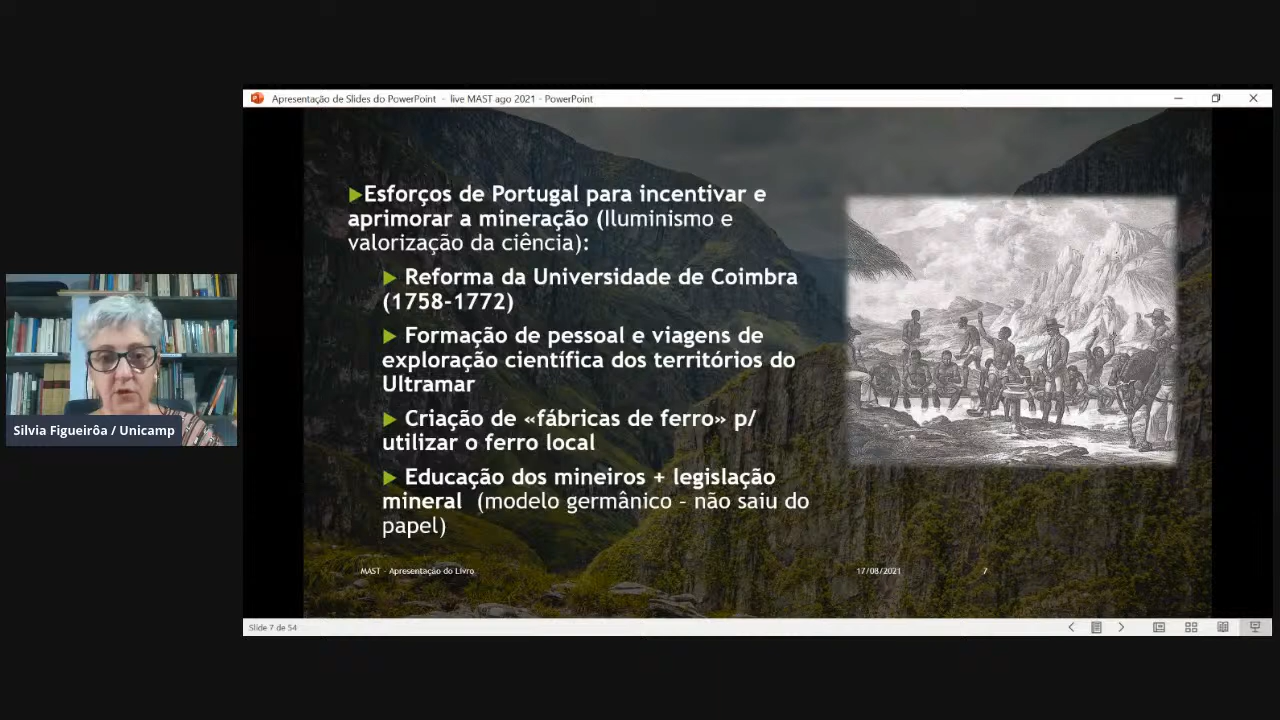 Apresentação de Slides do PowerPoint - live MAST ago 2021 - PowerPoint
Esforços de Portugal para incentivar e
aprimorar a mineração (Iluminismo e
valorização da ciência):
Reforma da Universidade de Coimbra
(1758-1772)
Formação de pessoal e viagens de
exploração científica dos territórios do
Ultramar
Criação de «fábricas de ferro» p/
utilizar o ferro local
Educação dos mineiros + legislação
mineral (modelo germânico - não saiu do
papel)
MAST - Apresentação do Livro
17/08/2021
7
Slide 7 de 54
Silvia Figueirôa / Unicamp